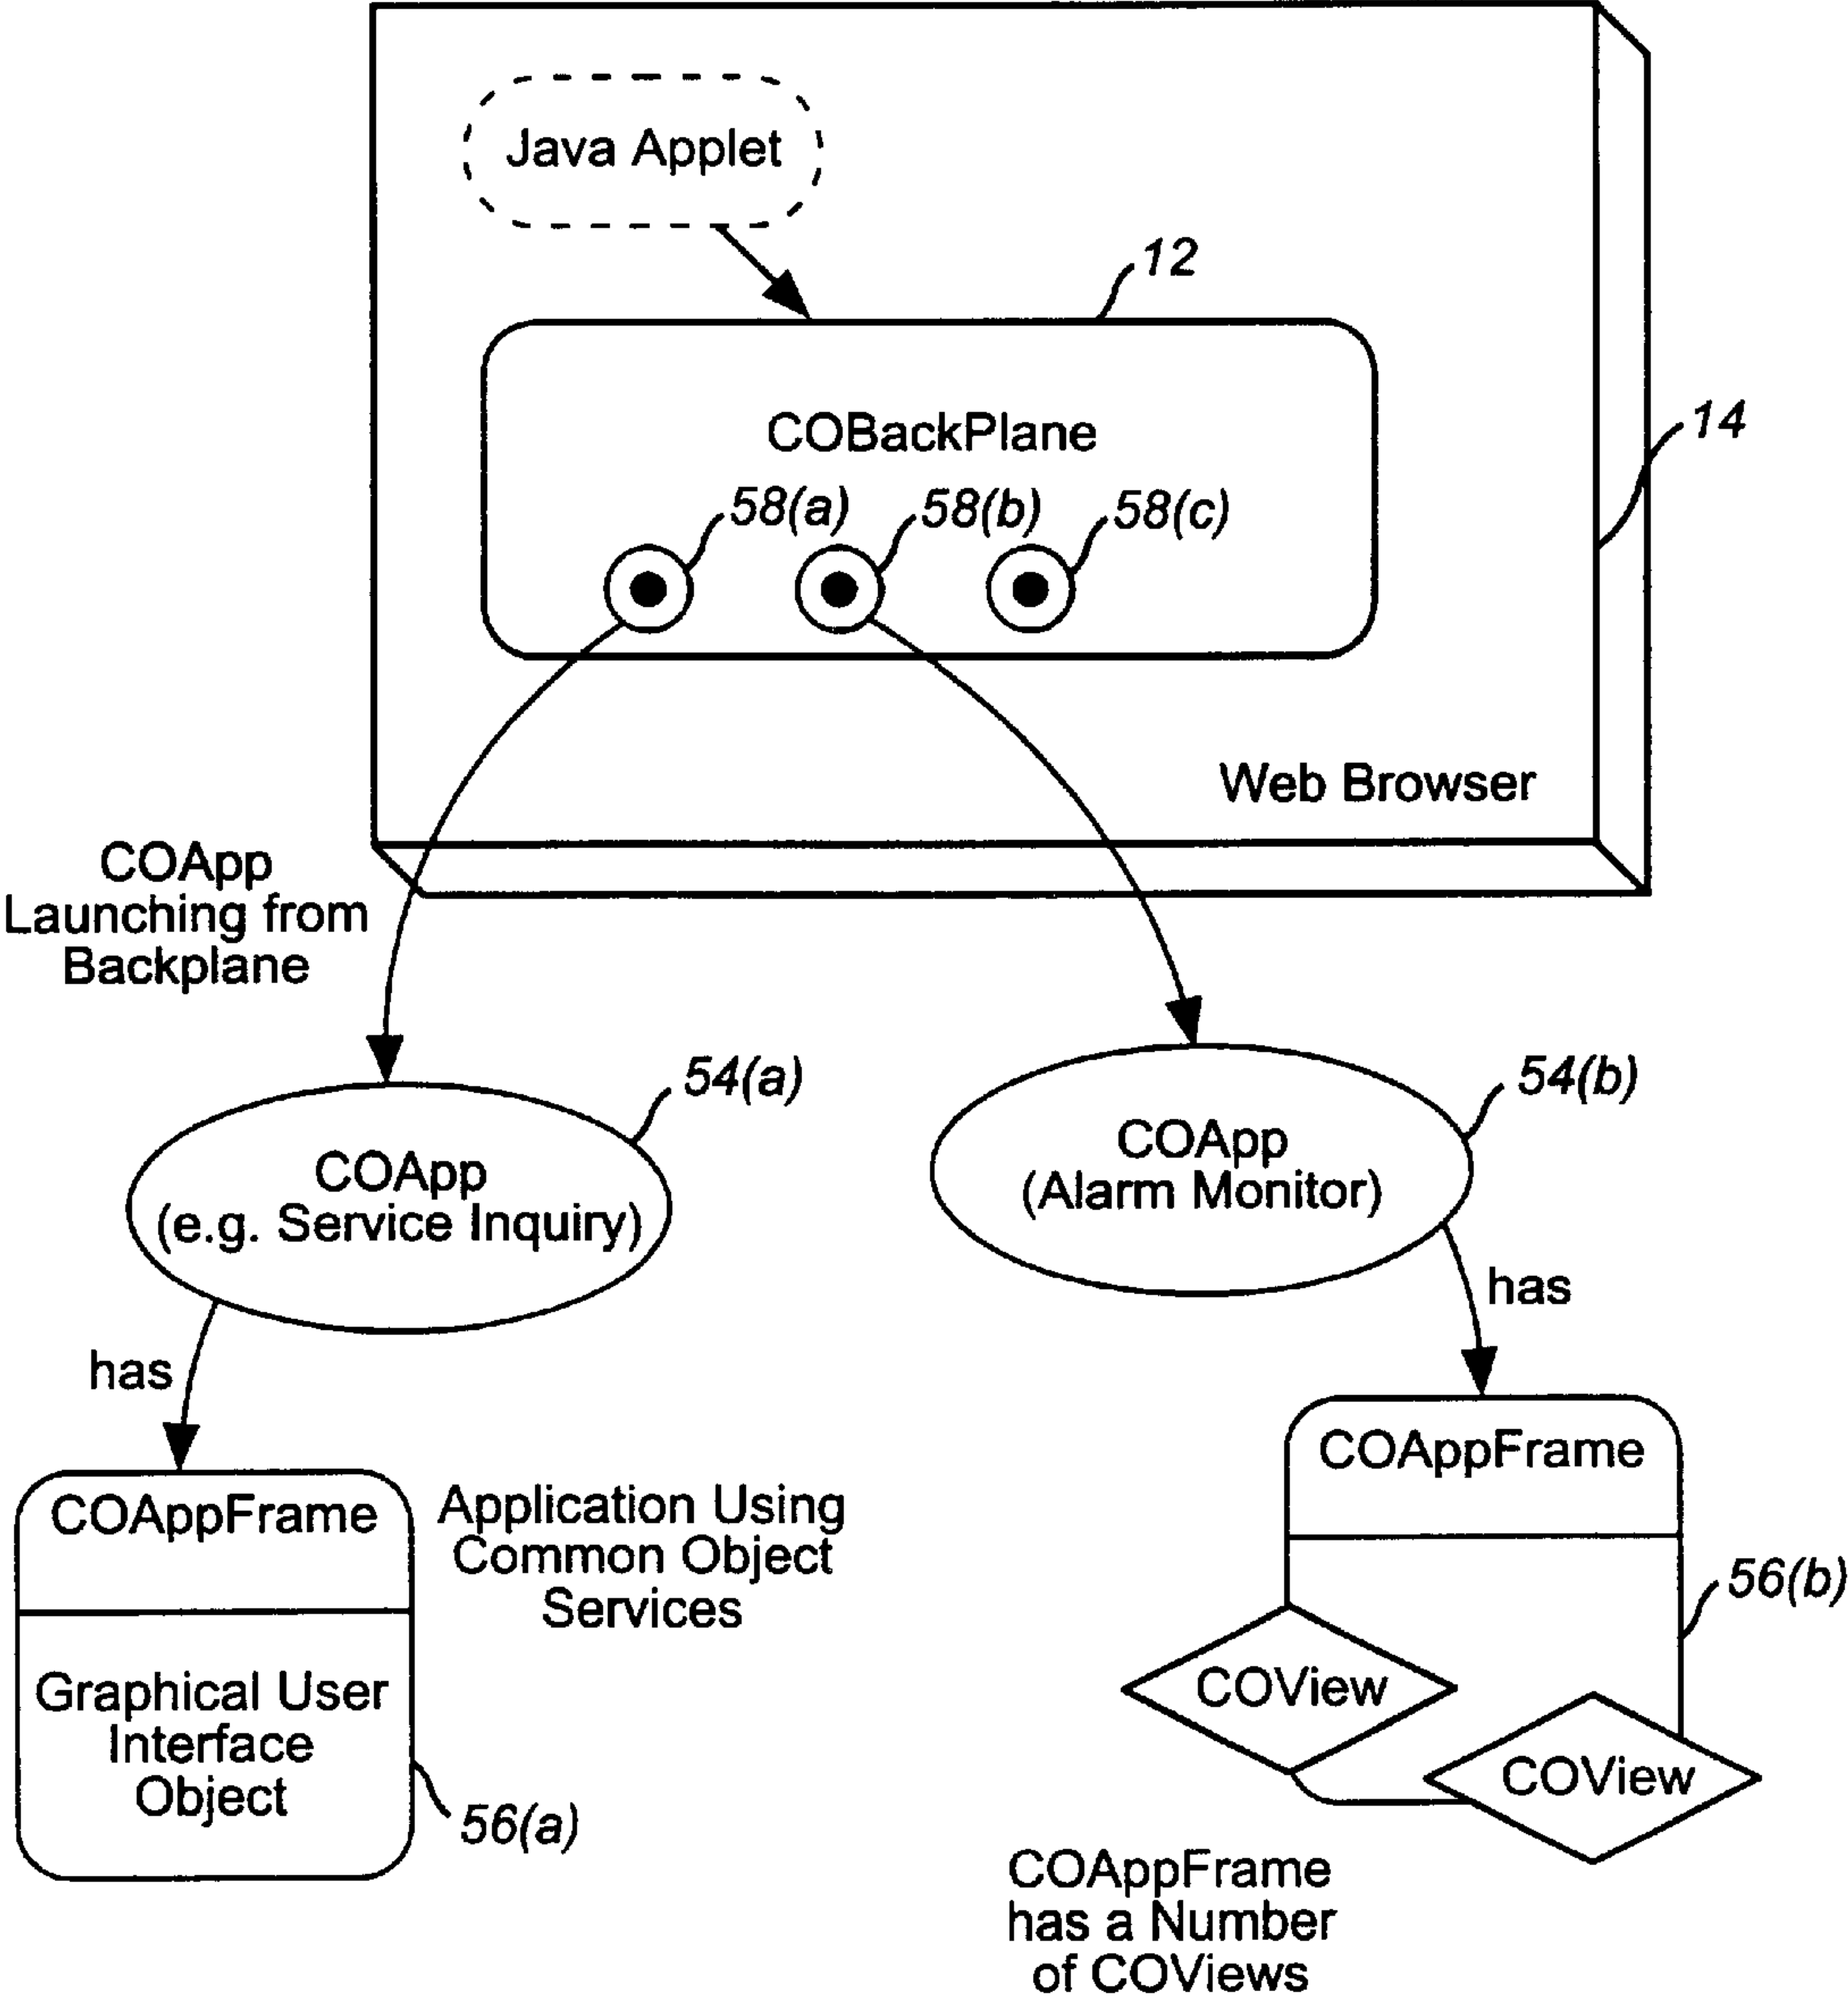 Java Applet
12
COBackPlane
14
58(a)
58(b)
58(c)
Web Browser
COApp
Launching from
Backplane
54(a)
54(b)
COApp
(e.g. Service Inquiry)
COApp
(Alarm Monitor)
has
has
COAppFrame
COAppFrame
Application Using
Common Object
Services
56(b)
Graphical User
Interface
Object
COView
COView
56(a)
COAppFrame
has a Number
of COViews